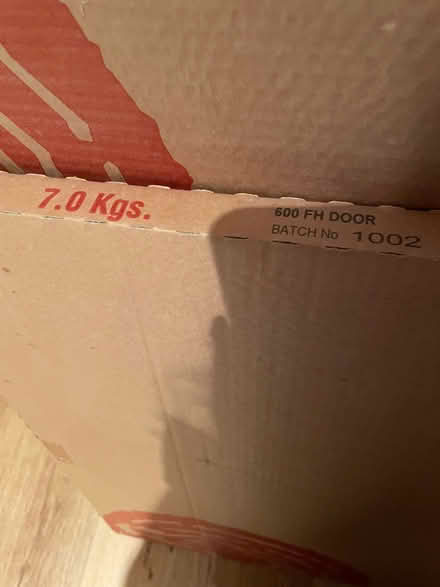 7.0 Kgs.
600 FH DOOR
BATCH No 1002